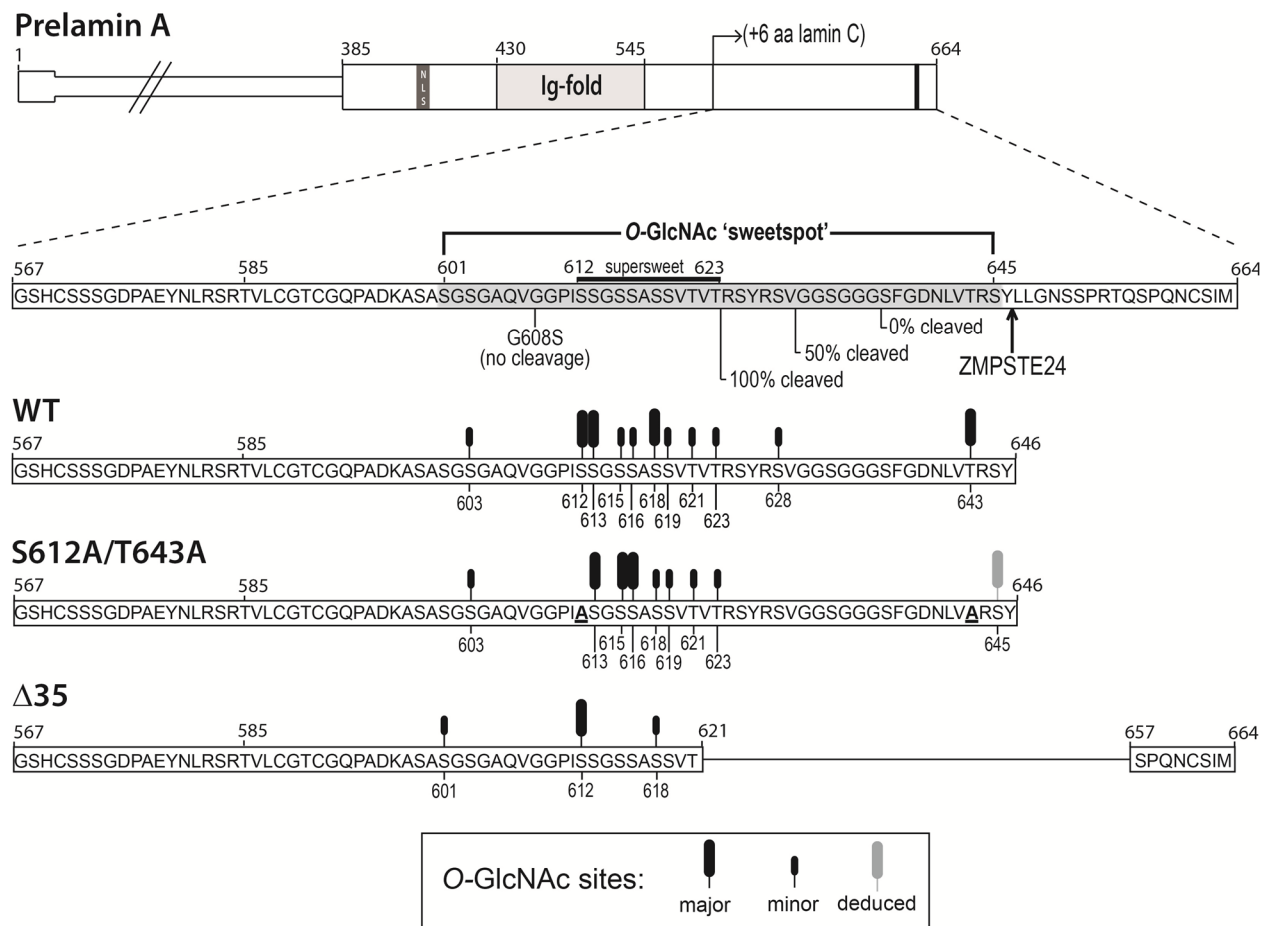 Prelamin A
(+6 aa lamin C)
1 385 430 545 664
NLS Ig-fold
O-GlcNAc ‘sweetspot’
567 585 601 612 supersweet 623 645 664
GSHCSSSGDPAEYNLRSRTVLCGTCGQPADKASASGSGAQVGGPISSGSSASSVTVTRSYRSVGGSGGGSFGDNLVTRSYLLGNSSPRTQSPQNCSIM
G608S
(no cleavage)
0% cleaved
50% cleaved
100% cleaved
ZMPSTE24
WT
567 585 646
GSHCSSSGDPAEYNLRSRTVLCGTCGQPADKASASGSGAQVGGPISSGSSASSVTVTRSYRSVGGSGGGSFGDNLVTRSY
603 612 615 618 621 628 643
613 616 619 623
S612A/T643A
567 585 646
GSHCSSSGDPAEYNLRSRTVLCGTCGQPADKASASGSGAQVGGPIASGSSASSVTVTRSYRSVGGSGGGSFGDNLVARSY
603 615 618 621 645
613 616 619 623
Δ35
567 585 621 657 664
GSHCSSSGDPAEYNLRSRTVLCGTCGQPADKASASGSGAQVGGPISSGSSASSVT SPQNCSIM
601 612 618
O-GlcNAc sites:
major minor deduced